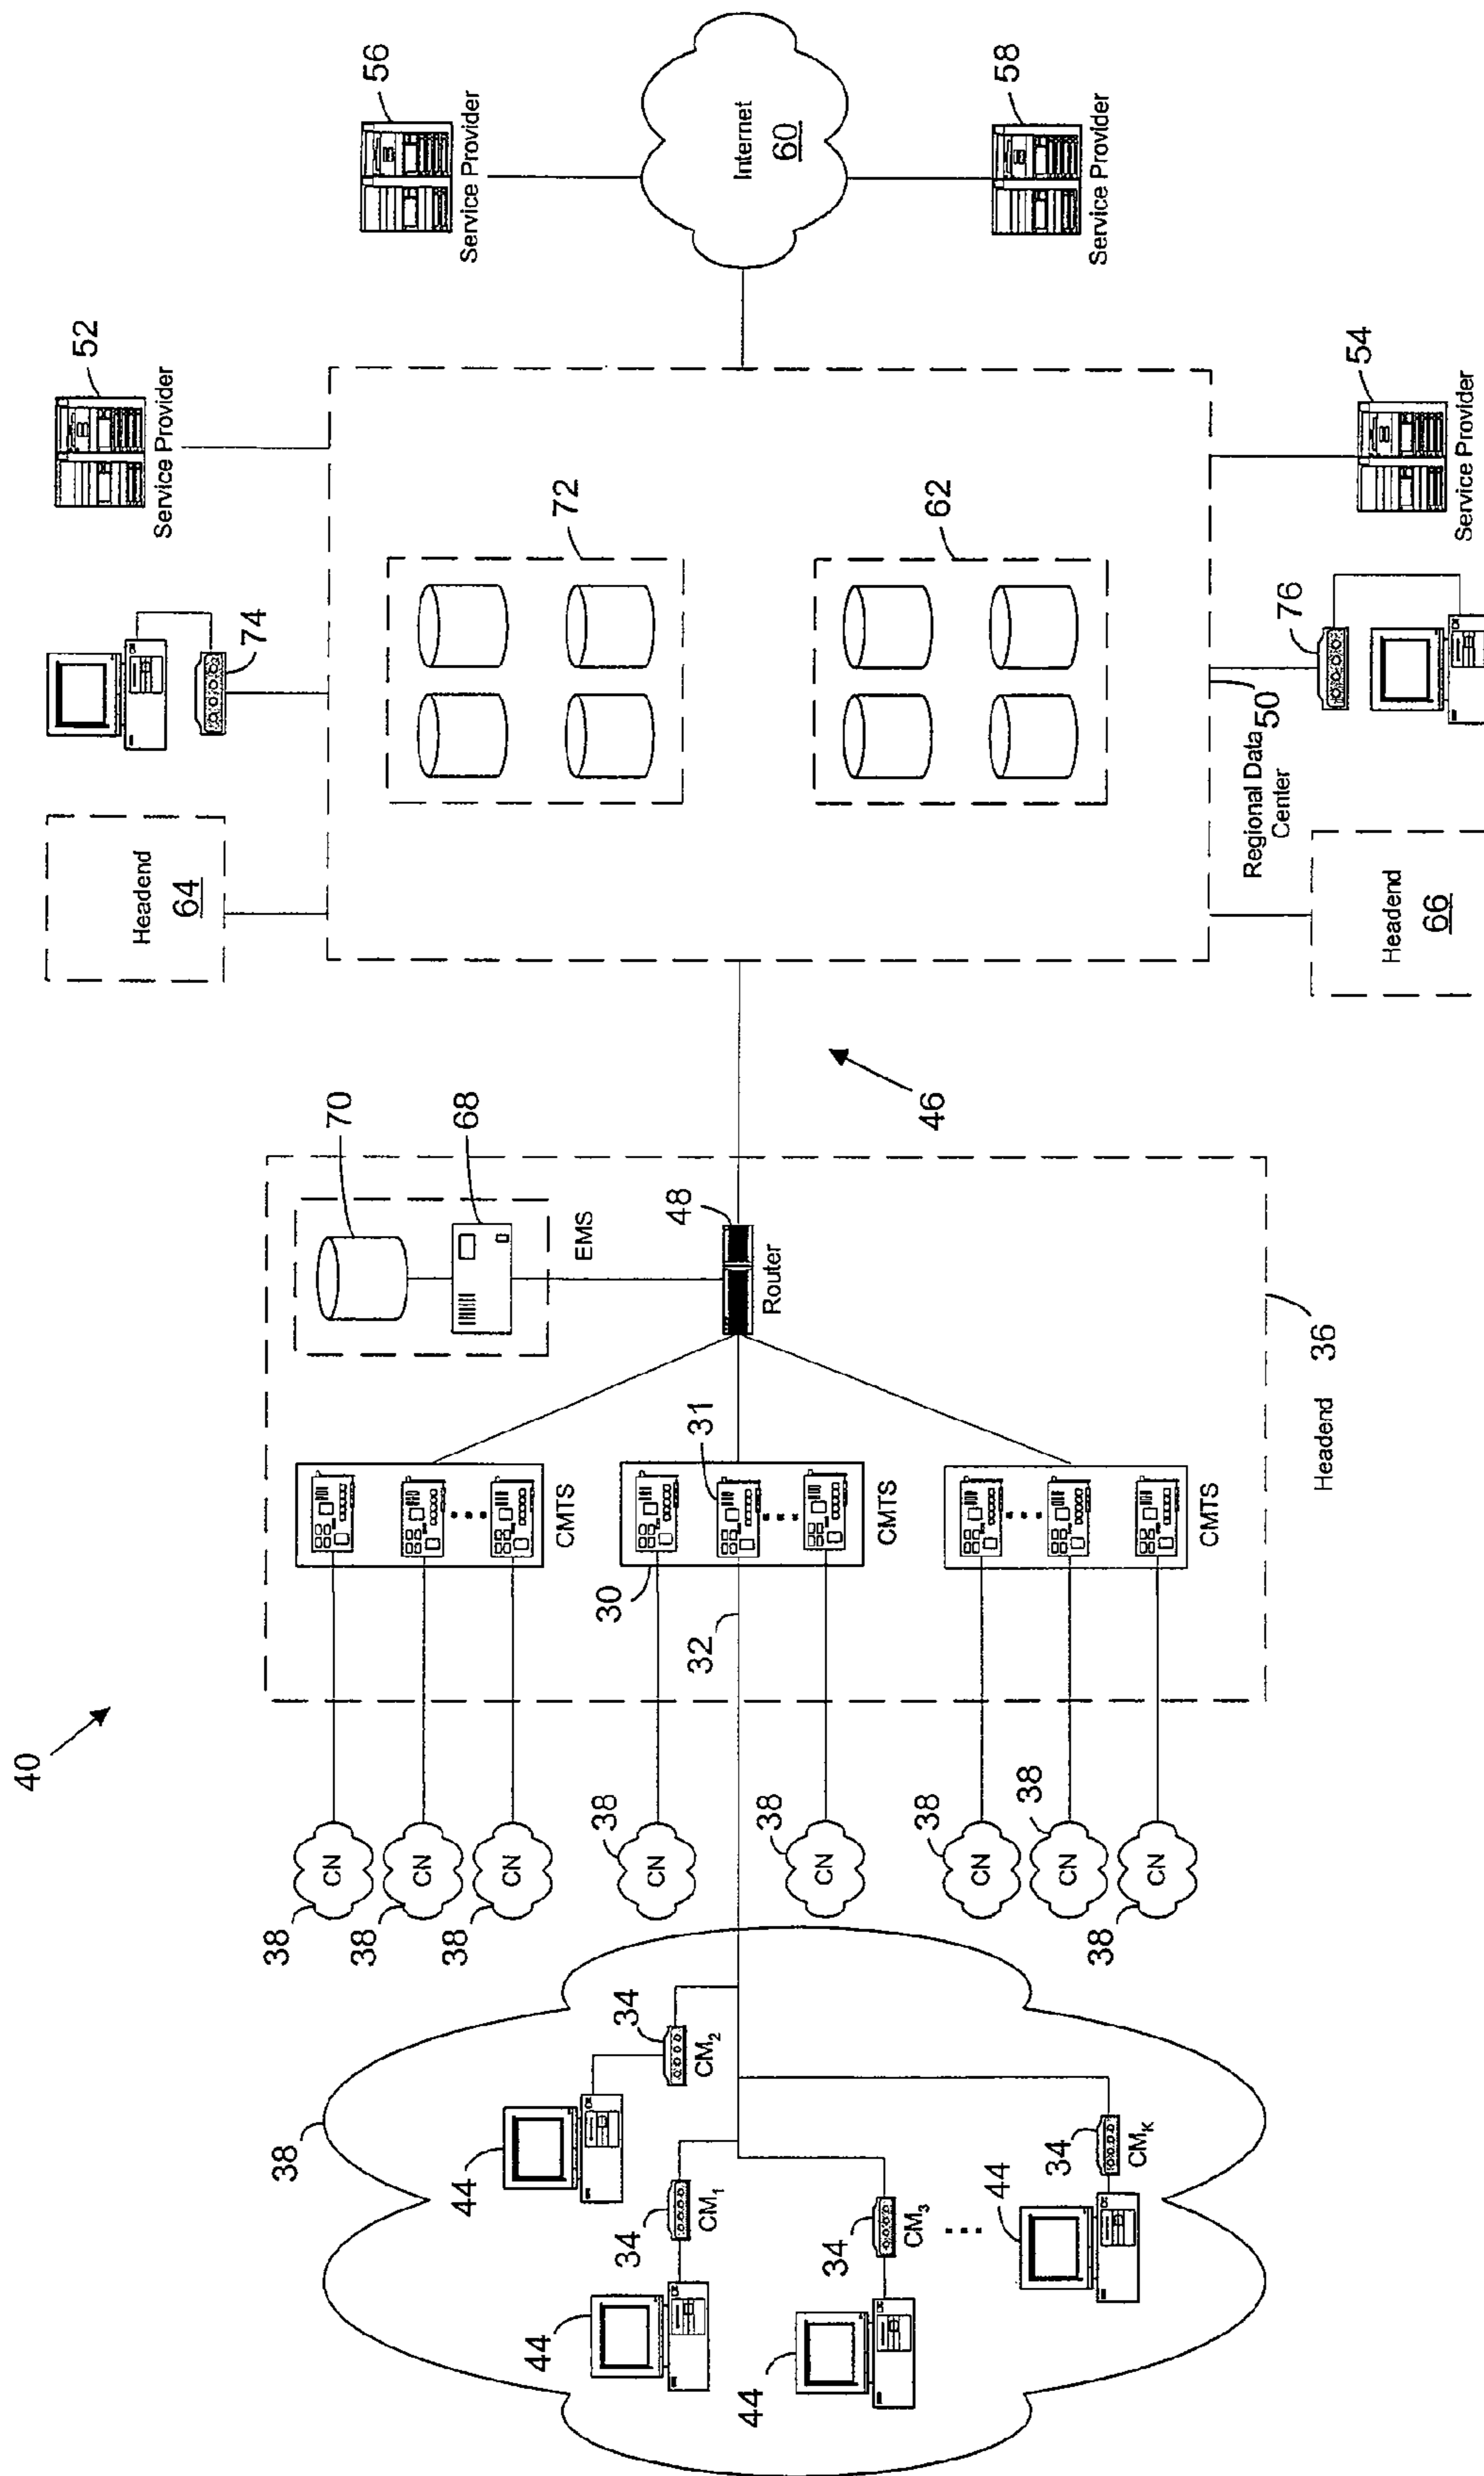 40
38
44
34
CM1
44
34
CM2
44
34
CM3
44
34
CMK
38
CN
38
CN
38
CN
38
CN
38
CN
38
CN
38
CN
38
CN
32
30
31
CMTS
CMTS
CMTS
70
68
EMS
48
Router
Headend 36
46
Headend
64
Headend
66
74
76
Regional Data
Center
50
72
62
52
Service Provider
54
Service Provider
56
Service Provider
58
Service Provider
Internet
60